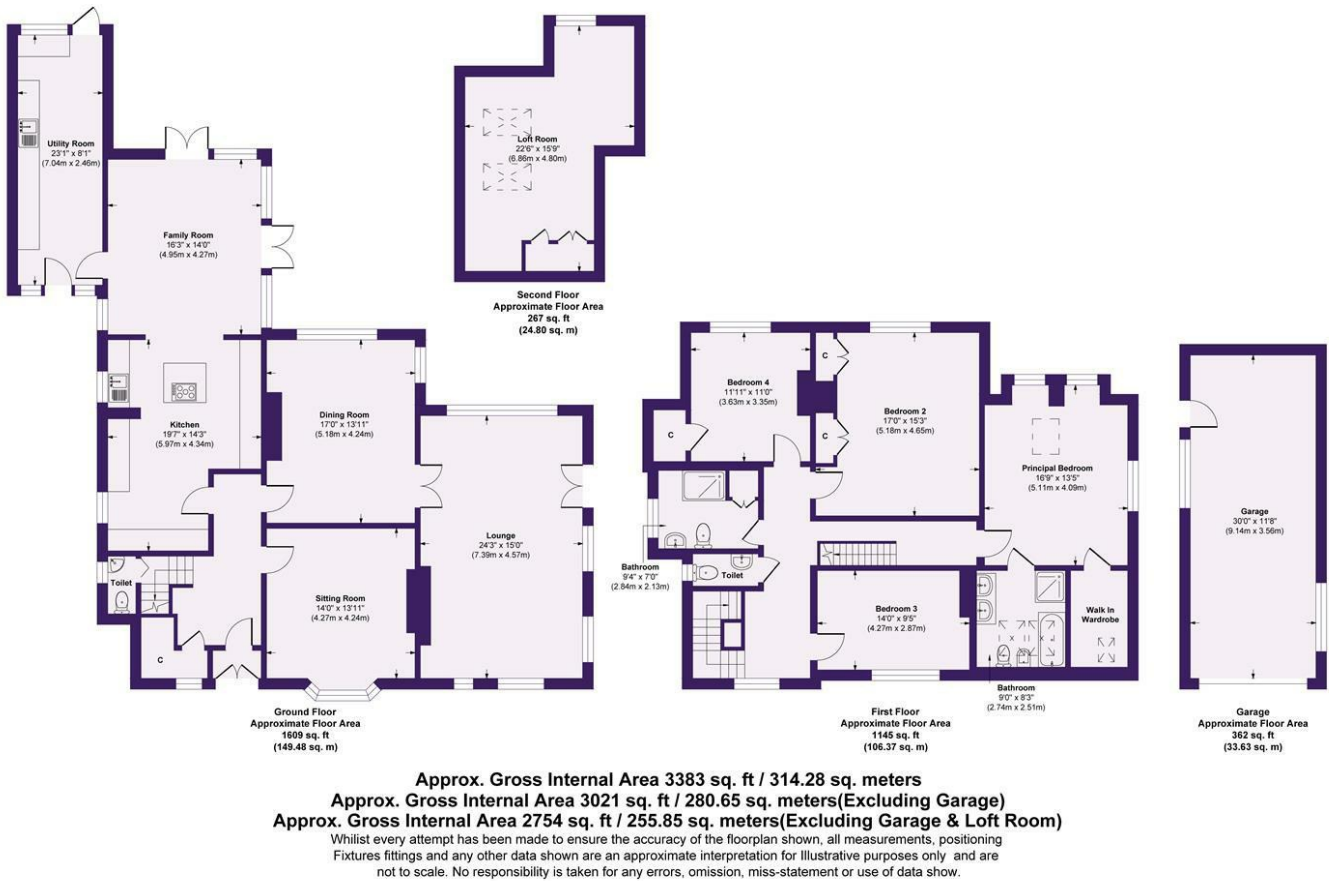 Utility Room
23'1" x 8'1"
(7.04m x 2.46m)
Family Room
16'3" x 14'0"
(4.95m x 4.27m)
Kitchen
19'7" x 14'3"
(5.97m x 4.34m)
Dining Room
17'0" x 13'11"
(5.18m x 4.24m)
Lounge
24'3" x 15'0"
(7.39m x 4.57m)
Toilet
Sitting Room
14'0" x 13'11"
(4.27m x 4.24m)
C
Ground Floor
Approximate Floor Area
1609 sq. ft
(149.48 sq. m)
Loft Room
22'6" x 15'9"
(6.86m x 4.80m)
Second Floor
Approximate Floor Area
267 sq. ft
(24.80 sq. m)
Bedroom 4
11'11" x 11'0"
(3.63m x 3.35m)
C
C
C
Bedroom 2
17'0" x 15'3"
(5.18m x 4.65m)
Principal Bedroom
16'9" x 13'5"
(5.11m x 4.09m)
Bathroom
9'4" x 7'0"
(2.84m x 2.13m)
Toilet
Bedroom 3
14'0" x 9'5"
(4.27m x 2.87m)
Walk In
Wardrobe
Bathroom
9'0" x 8'3"
(2.74m x 2.51m)
First Floor
Approximate Floor Area
1145 sq. ft
(106.37 sq. m)
Garage
30'0" x 11'8"
(9.14m x 3.56m)
Garage
Approximate Floor Area
362 sq. ft
(33.63 sq. m)
Approx. Gross Internal Area 3383 sq. ft / 314.28 sq. meters
Approx. Gross Internal Area 3021 sq. ft / 280.65 sq. meters(Excluding Garage)
Approx. Gross Internal Area 2754 sq. ft / 255.85 sq. meters(Excluding Garage & Loft Room)
Whilst every attempt has been made to ensure the accuracy of the floorplan shown, all measurements, positioning
Fixtures fittings and any other data shown are an approximate interpretation for Illustrative purposes only and are
not to scale. No responsibility is taken for any errors, omission, miss-statement or use of data show.